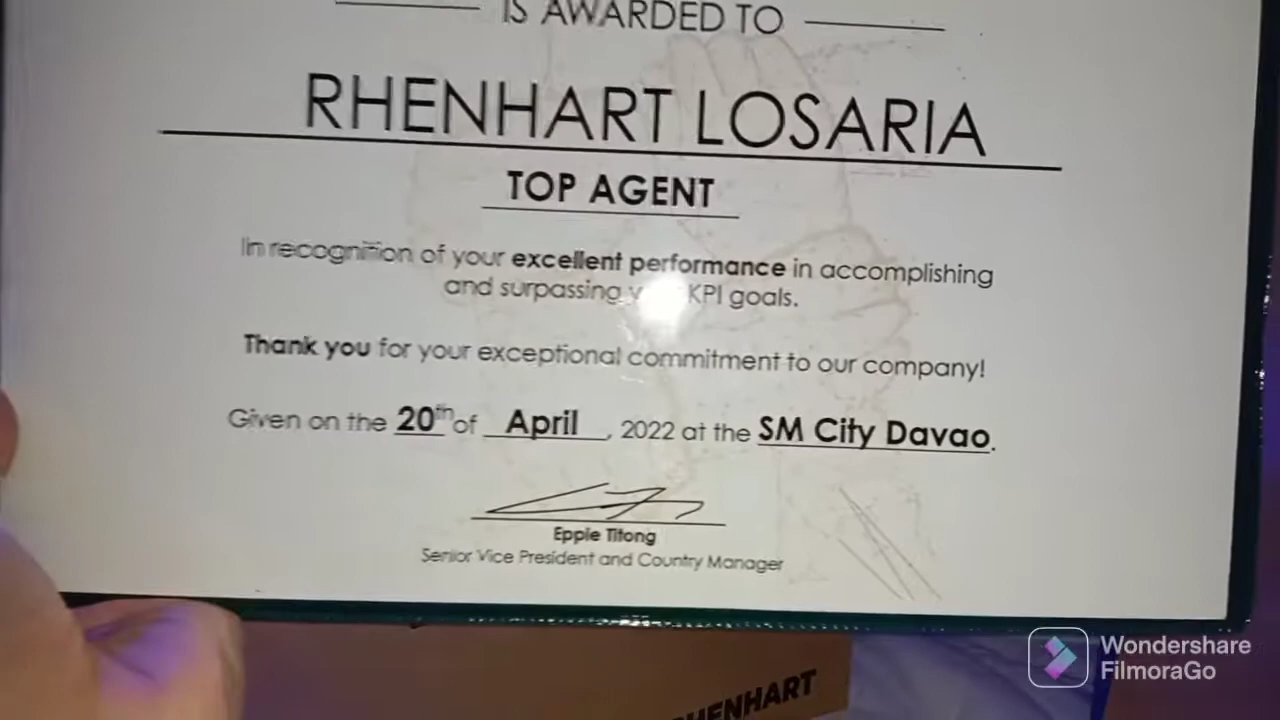 IS AWARDED TO
RHENHART LOSARIA
TOP AGENT
In recognition of your excellent performance in accomplishing
and surpassing KPI goals.
Thank you for your exceptional commitment to our company!
Given on the 20th of April, 2022 at the SM City Davao.
Eppie Titong
Senior Vice President and Country Manager
Wondershare
FilmoraGo